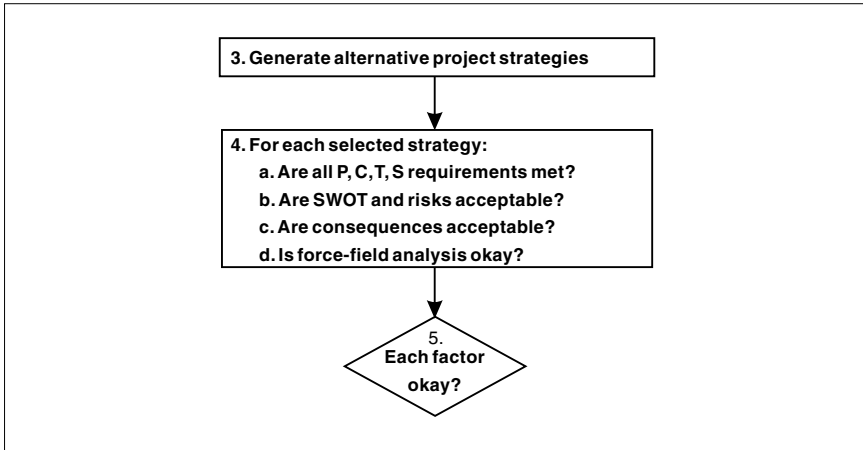 3. Generate alternative project strategies
4. For each selected strategy:
a. Are all P, C, T, S requirements met?
b. Are SWOT and risks acceptable?
c. Are consequences acceptable?
d. Is force-field analysis okay?
5.
Each factor
okay?